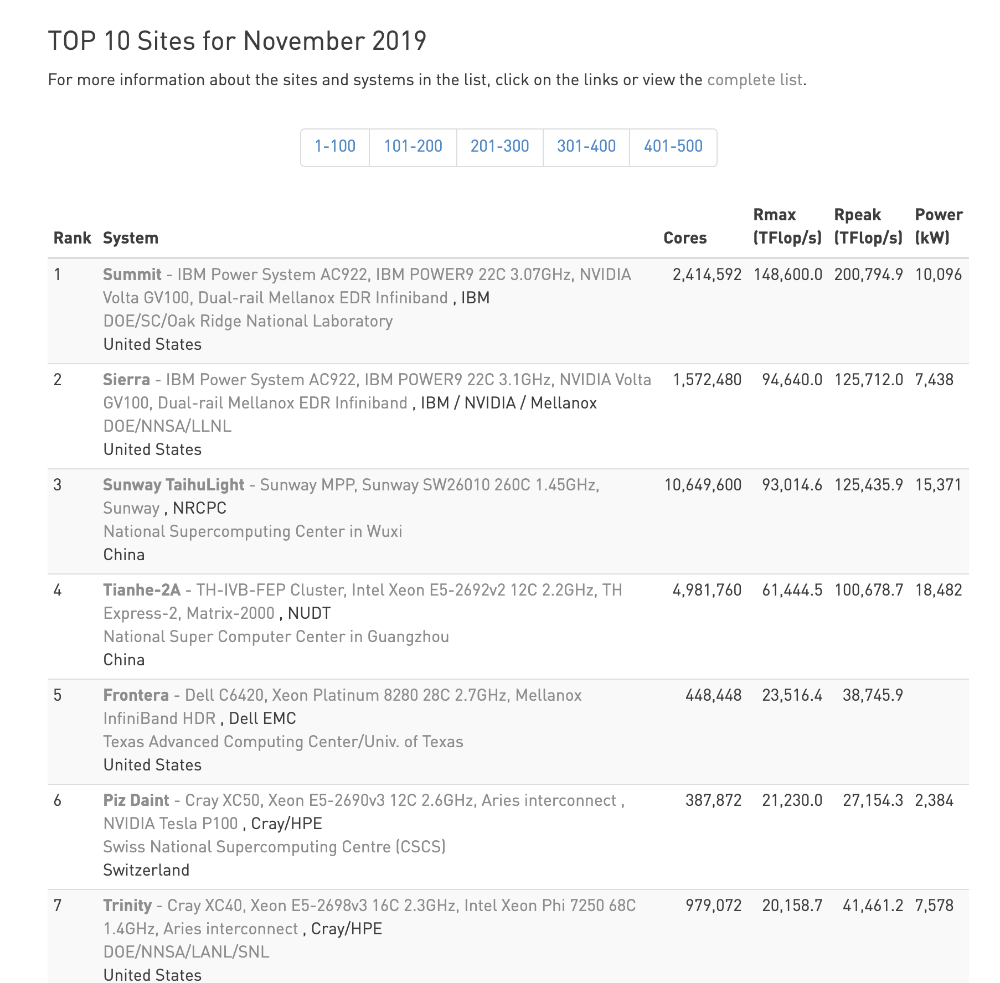 TOP 10 Sites for November 2019
For more information about the sites and systems in the list, click on the links or view the complete list.
1-100 101-200 201-300 301-400 401-500
Rank System Cores Rmax (TFlop/s) Rpeak (TFlop/s) Power (kW)
1 Summit - IBM Power System AC922, IBM POWER9 22C 3.07GHz, NVIDIA 2,414,592 148,600.0 200,794.9 10,096
Volta GV100, Dual-rail Mellanox EDR Infiniband , IBM
DOE/SC/Oak Ridge National Laboratory
United States
2 Sierra - IBM Power System AC922, IBM POWER9 22C 3.1GHz, NVIDIA Volta 1,572,480 94,640.0 125,712.0 7,438
GV100, Dual-rail Mellanox EDR Infiniband , IBM / NVIDIA / Mellanox
DOE/NNSA/LLNL
United States
3 Sunway TaihuLight - Sunway MPP, Sunway SW26010 260C 1.45GHz, 10,649,600 93,014.6 125,435.9 15,371
Sunway , NRCPC
National Supercomputing Center in Wuxi
China
4 Tianhe-2A - TH-IVB-FEP Cluster, Intel Xeon E5-2692v2 12C 2.2GHz, TH 4,981,760 61,444.5 100,678.7 18,482
Express-2, Matrix-2000 , NUDT
National Super Computer Center in Guangzhou
China
5 Frontera - Dell C6420, Xeon Platinum 8280 28C 2.7GHz, Mellanox 448,448 23,516.4 38,745.9
InfiniBand HDR , Dell EMC
Texas Advanced Computing Center/Univ. of Texas
United States
6 Piz Daint - Cray XC50, Xeon E5-2690v3 12C 2.6GHz, Aries interconnect , 387,872 21,230.0 27,154.3 2,384
NVIDIA Tesla P100 , Cray/HPE
Swiss National Supercomputing Centre (CSCS)
Switzerland
7 Trinity - Cray XC40, Xeon E5-2698v3 16C 2.3GHz, Intel Xeon Phi 7250 68C 979,072 20,158.7 41,461.2 7,578
1.4GHz, Aries interconnect , Cray/HPE
DOE/NNSA/LANL/SNL
United States